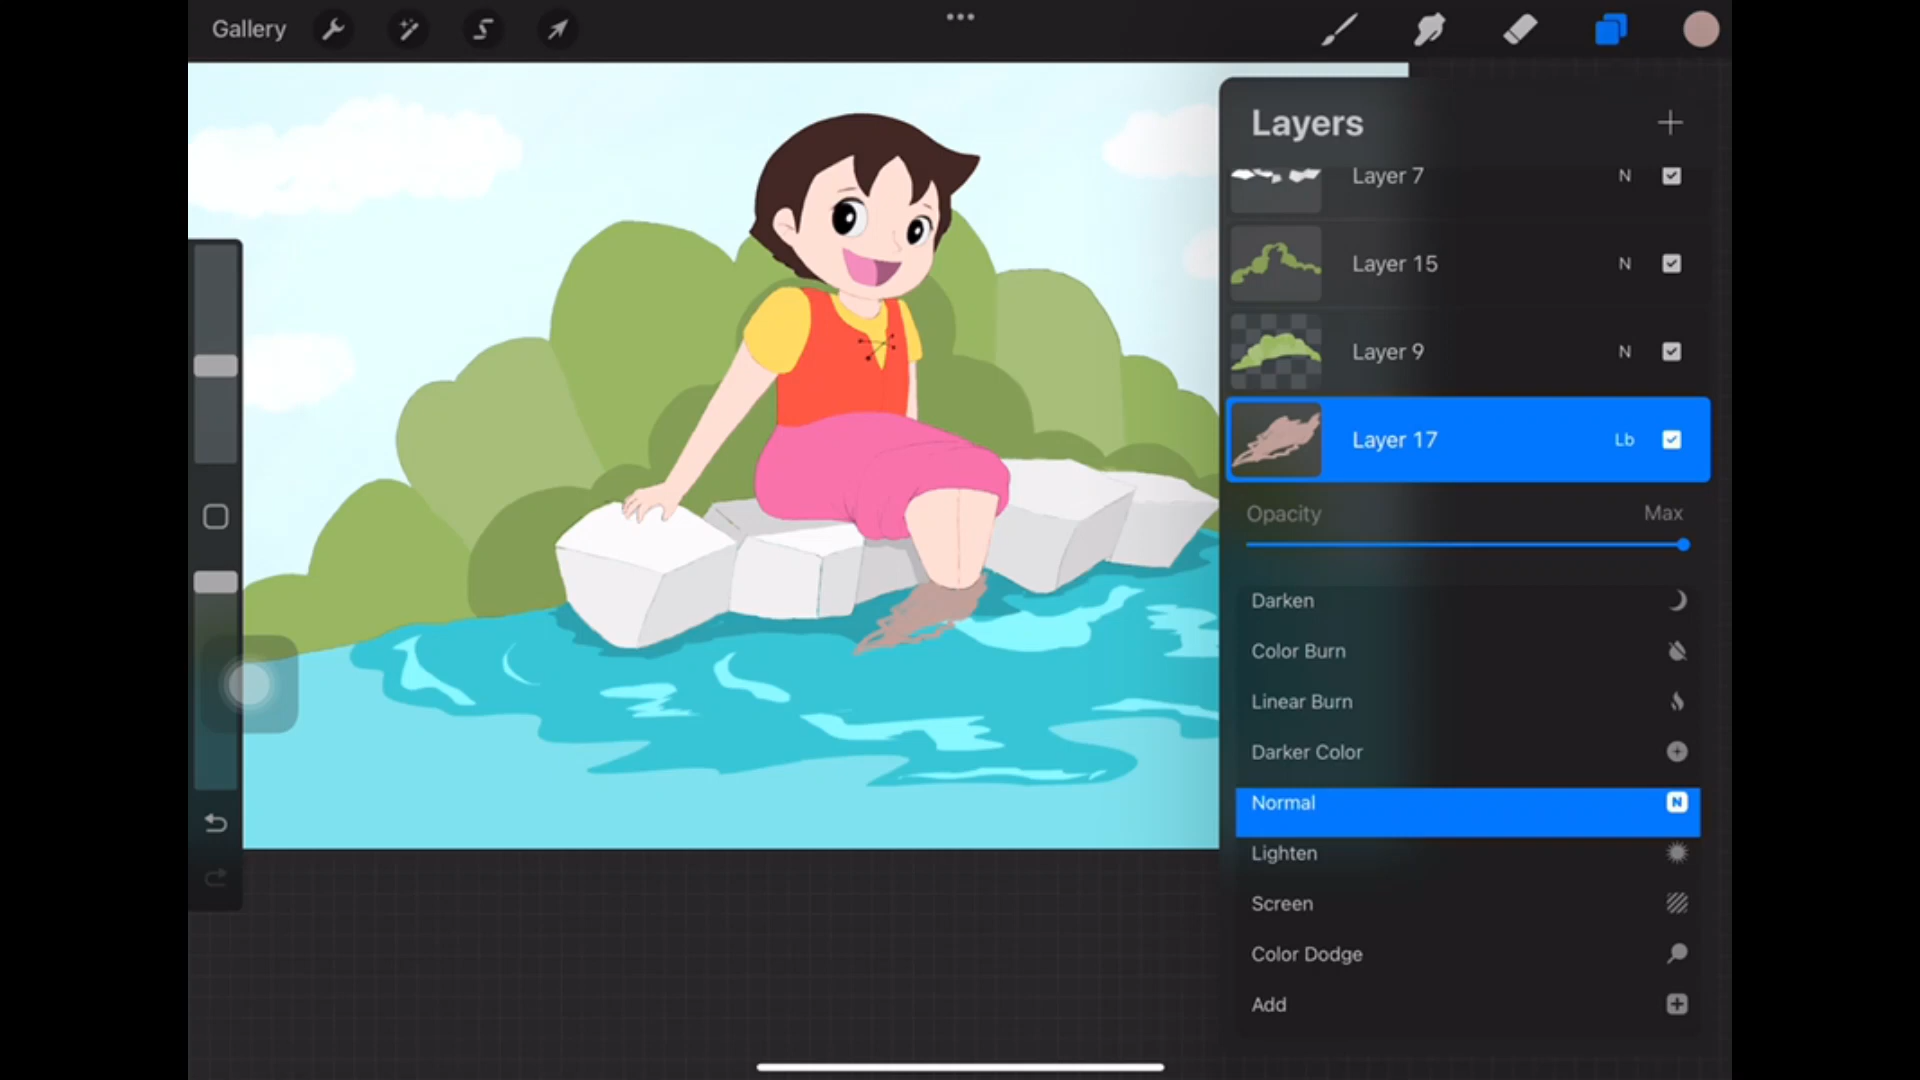 Gallery
Layers
Layer 7 N
Layer 15 N
Layer 9 N
Layer 17 Lb
Opacity Max
Darken
Color Burn
Linear Burn
Darker Color
Normal N
Lighten
Screen
Color Dodge
Add